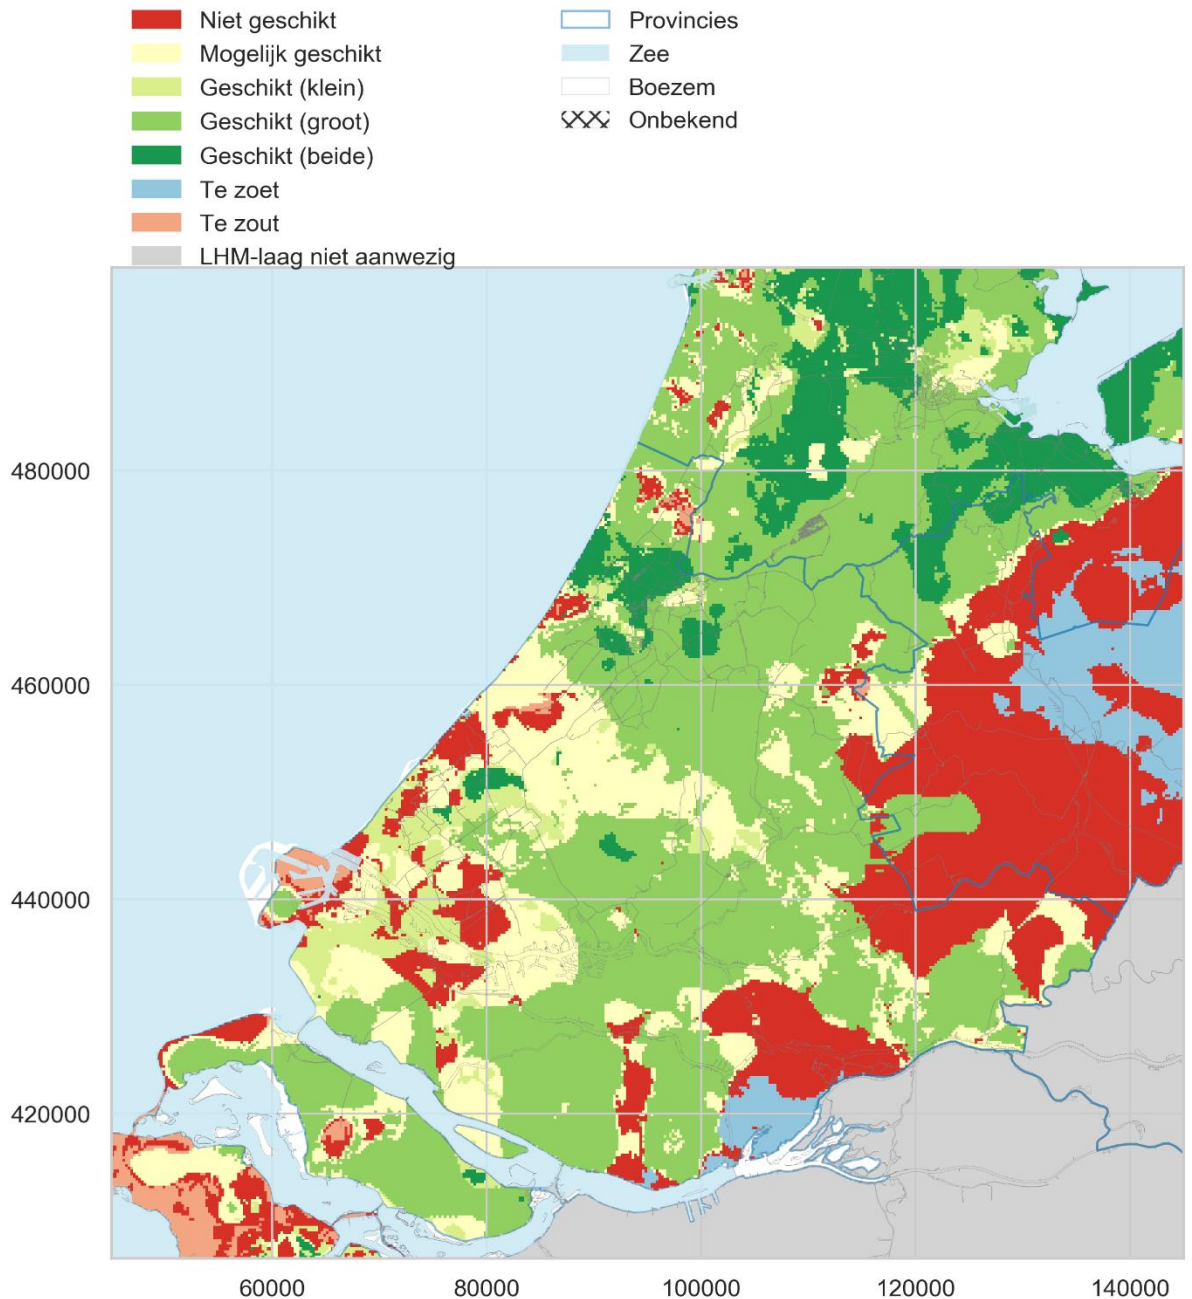 Niet geschikt
Mogelijk geschikt
Geschikt (klein)
Geschikt (groot)
Geschikt (beide)
Te zoet
Te zout
LHM-laag niet aanwezig
Provincies
Zee
Boezem
Onbekend
480000
460000
440000
420000
60000
80000
100000
120000
140000